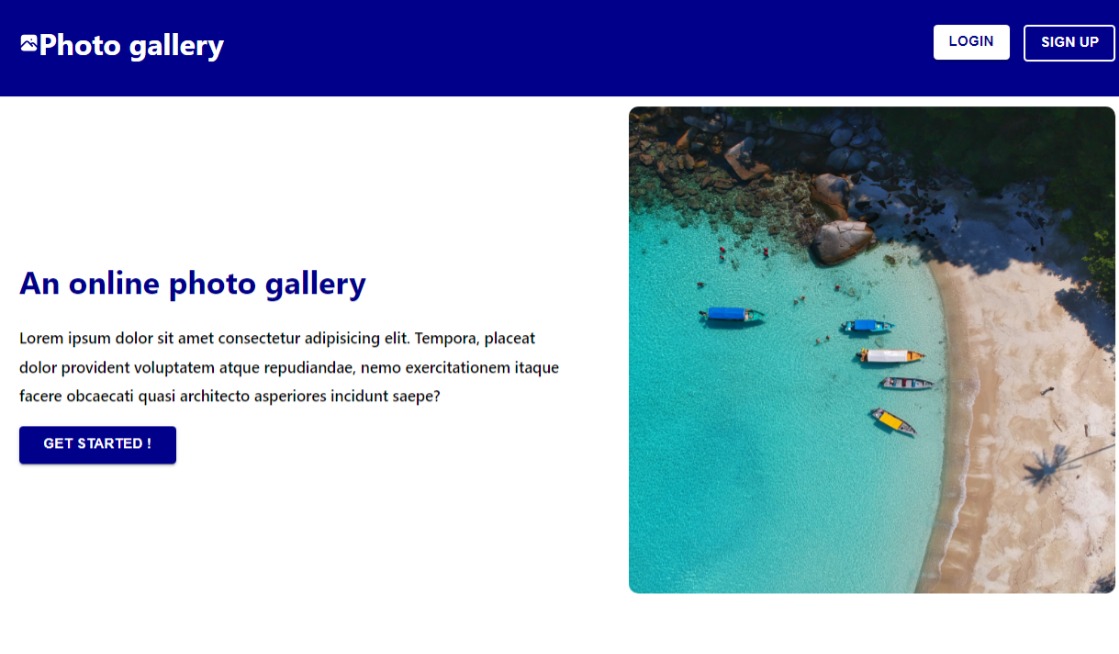 Photo gallery
LOGIN
SIGN UP
An online photo gallery
Lorem ipsum dolor sit amet consectetur adipisicing elit. Tempora, placeat
dolor provident voluptatem atque repudiandae, nemo exercitationem itaque
facere obcaecati quasi architecto asperiores incidunt saepe?
GET STARTED !